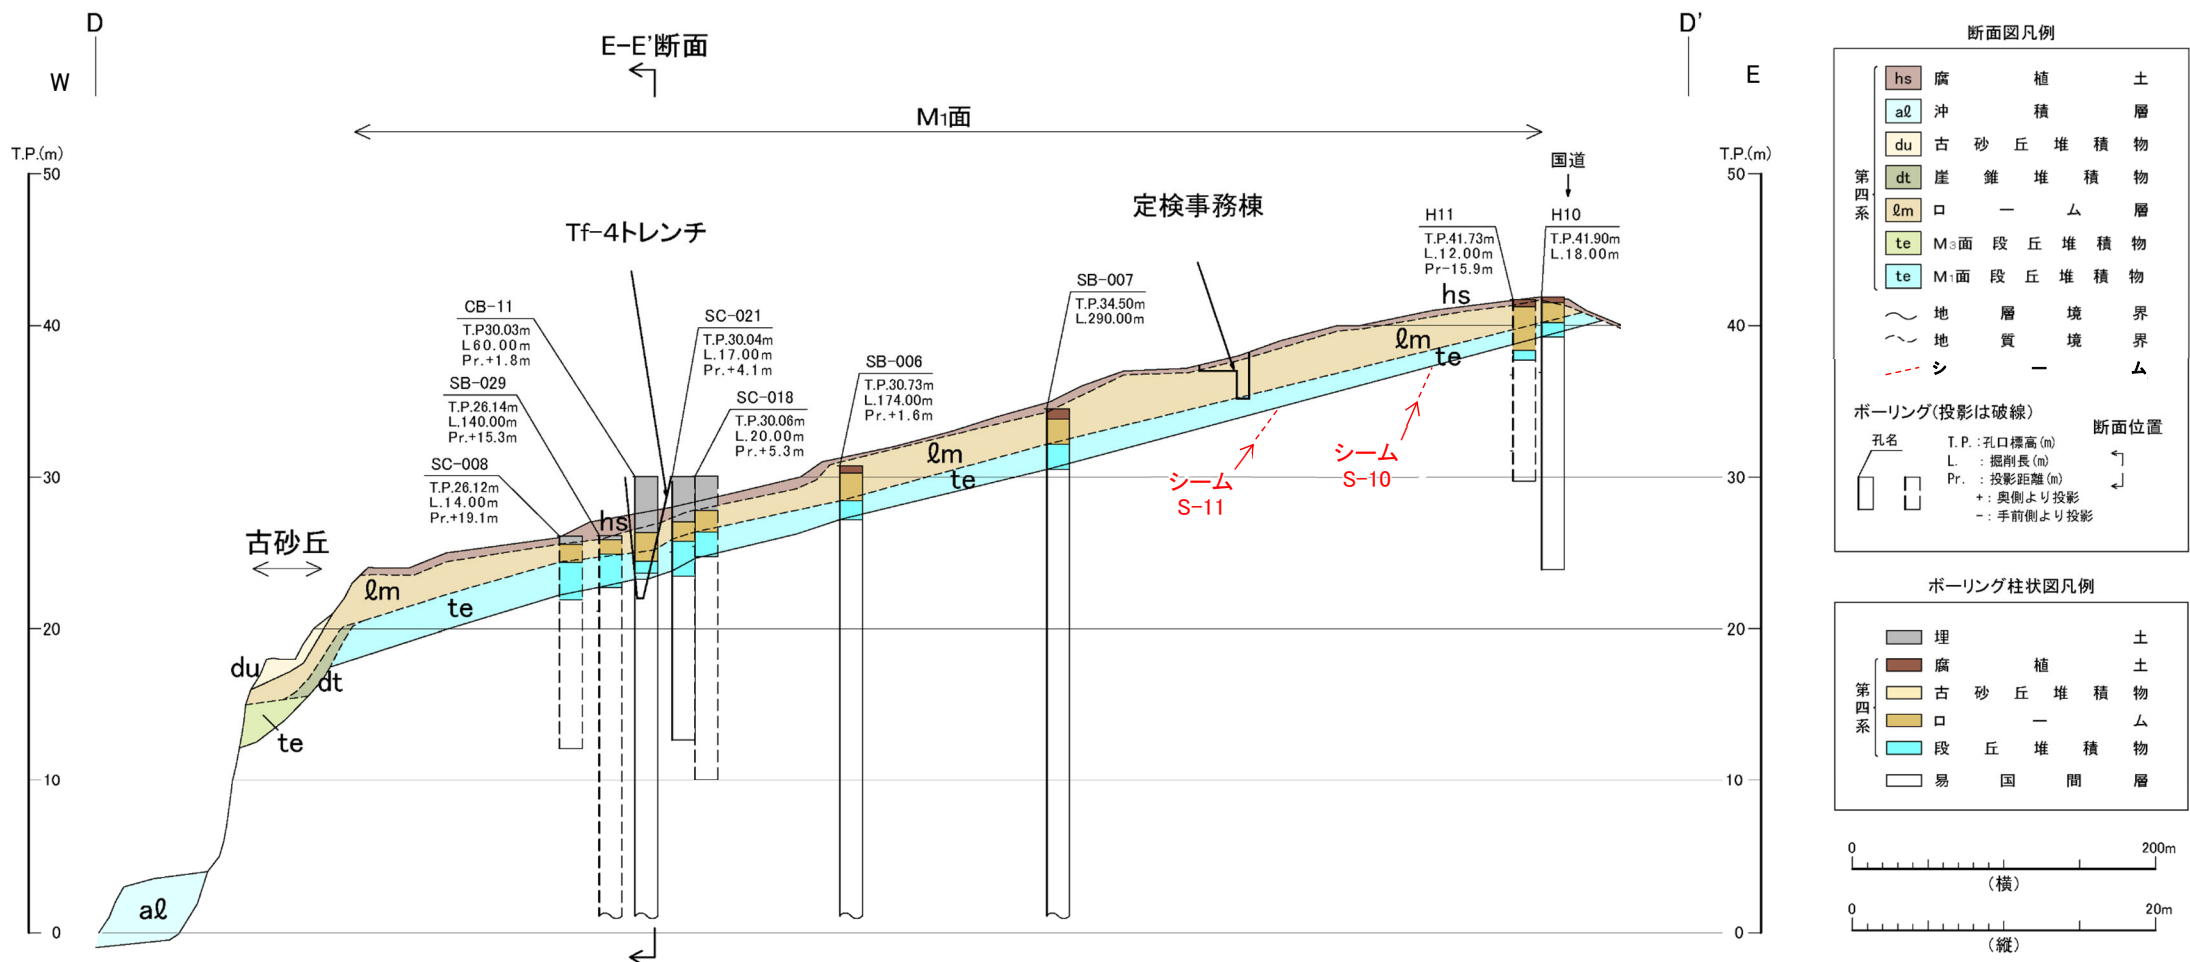 D
D'
W
E
E-E'断面
M1面
T.P.(m)
50
40
30
20
10
0
T.P.(m)
50
40
30
20
10
0
国道
定検事務棟
Tf-4トレンチ
古砂丘
H11
T.P.41.73m
L.12.00m
Pr-15.9m
H10
T.P.41.90m
L.18.00m
SB-007
T.P.34.50m
L.290.00m
CB-11
T.P30.03m
L60.00m
Pr.+1.8m
SC-021
T.P.30.04m
L.17.00m
Pr.+4.1m
SB-006
T.P.30.73m
L.174.00m
Pr.+1.6m
SB-029
T.P.26.14m
L.140.00m
Pr.+15.3m
SC-018
T.P.30.06m
L.20.00m
Pr.+5.3m
SC-008
T.P.26.12m
L.14.00m
Pr.+19.1m
hs
ℓm
te
シーム
S-10
シーム
S-11
ℓm
te
hs
ℓm
te
du
dt
te
aℓ
断面図凡例
第四系
hs 腐植土
aℓ 沖積層
du 古砂丘堆積物
dt 崖錐堆積物
ℓm ローム層
te M3面段丘堆積物
te M1面段丘堆積物
地層境界
地質境界
シーム
ボーリング(投影は破線)
孔名
T.P.:孔口標高(m)
L. :掘削長(m)
Pr. :投影距離(m)
+:奥側より投影
-:手前側より投影
断面位置
ボーリング柱状図凡例
埋土
第四系
腐植土
古砂丘堆積物
ローム
段丘堆積物
易国間層
0 200m
(横)
0 20m
(縦)